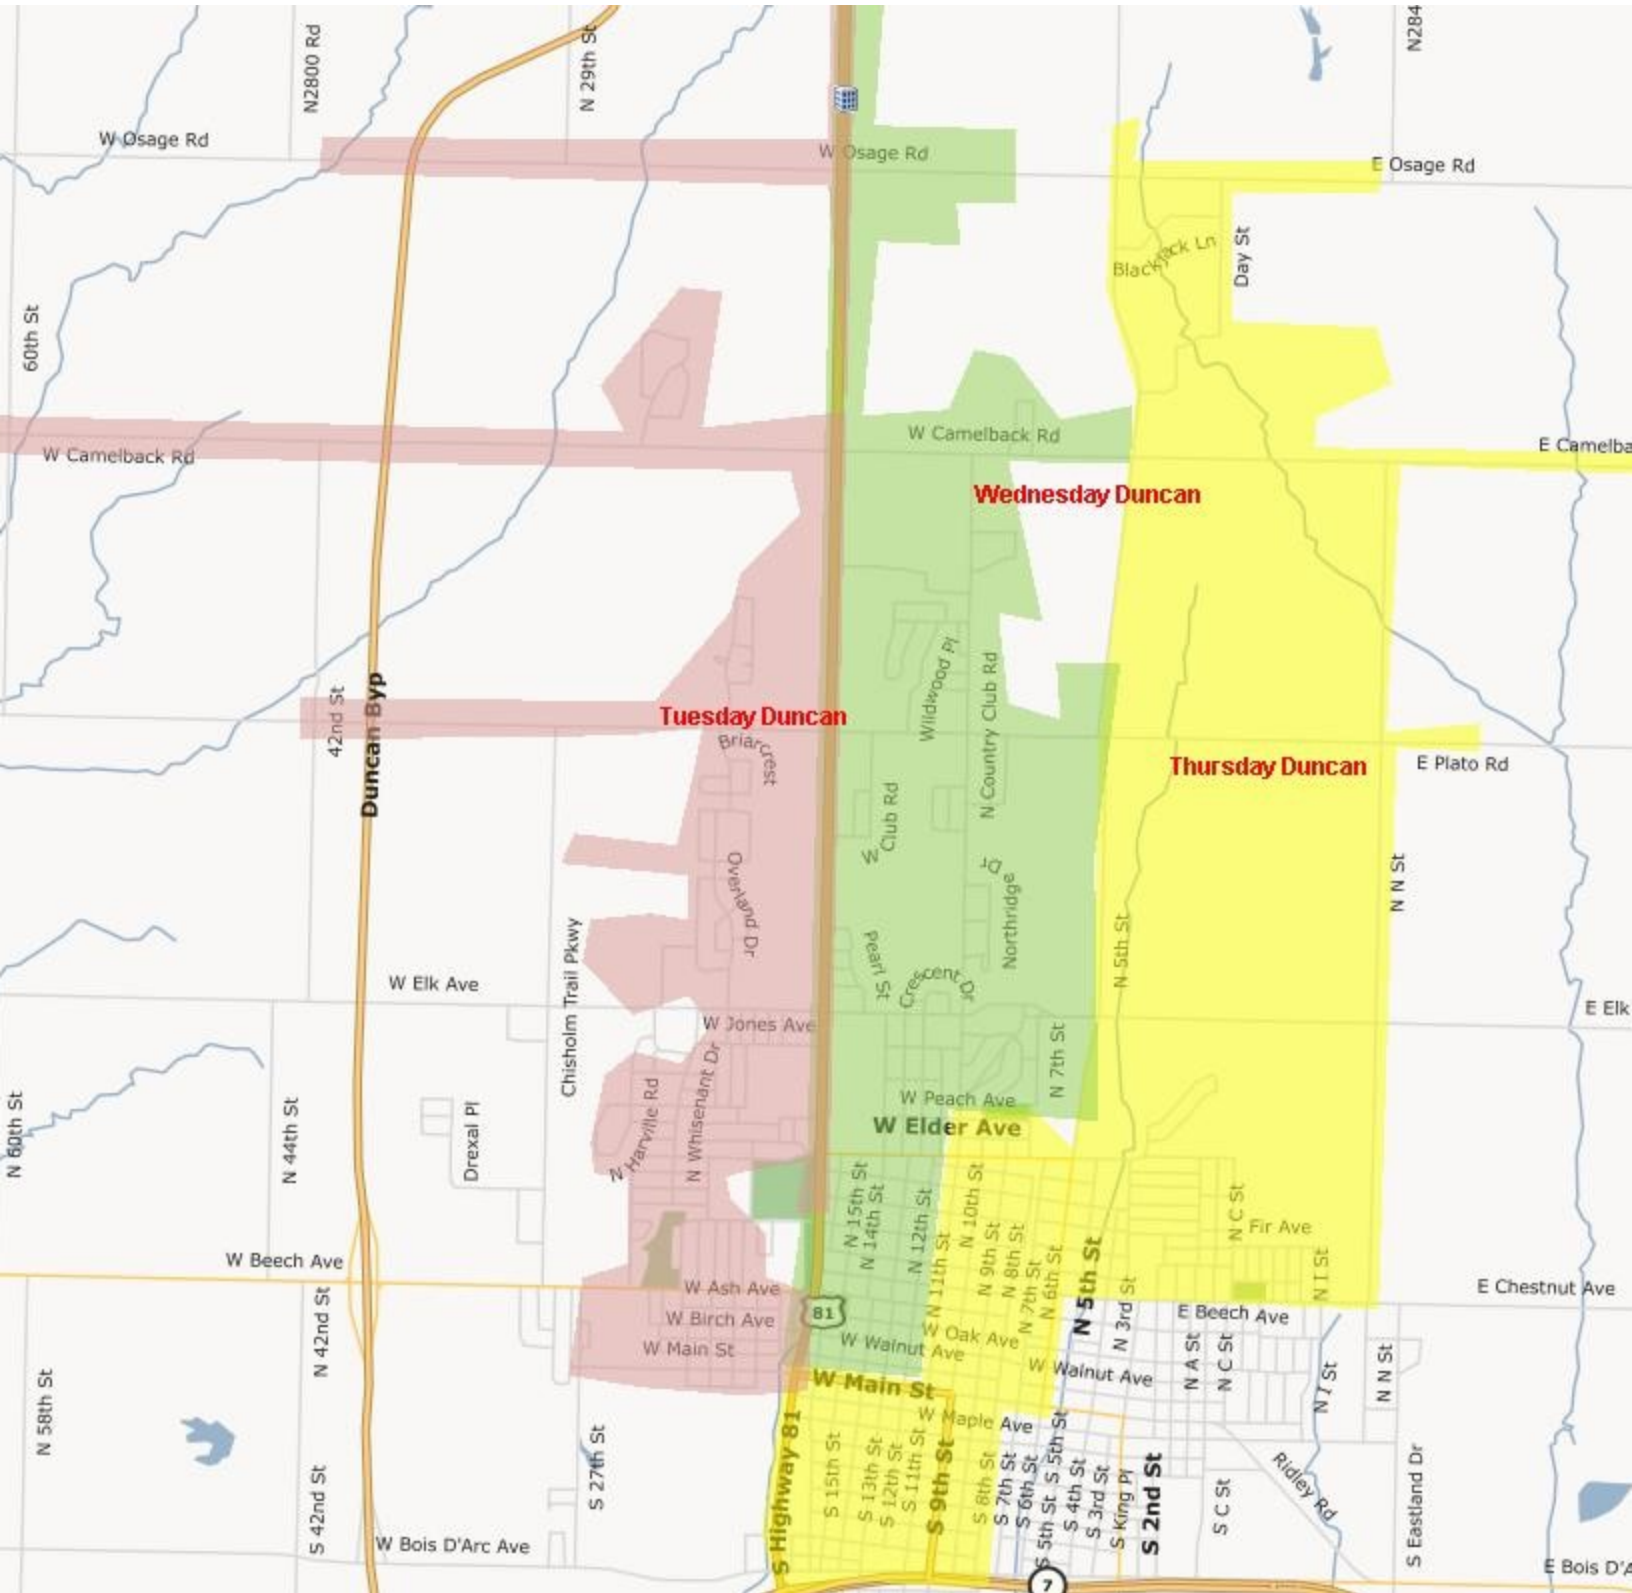 N2800 Rd
N 29th St
N284
W Osage Rd
W Osage Rd
E Osage Rd
Blackjack Ln
Day St
60th St
W Camelback Rd
W Camelback Rd
E Camelba
Wednesday Duncan
Wildwood Pl
N Country Club Rd
42nd St
Duncan Byp
Tuesday Duncan
Briarcrest
Thursday Duncan
E Plato Rd
W Club Rd
Overland Dr
Northridge Dr
N N St
Chisholm Trail Pkwy
Pearl St
Crescent Dr
N 5th St
W Elk Ave
E Elk
W Jones Ave
N 7th St
N 60th St
N 44th St
Drexal Pl
N Harville Rd
N Whisenant Dr
W Peach Ave
W Elder Ave
N 15th St
N 14th St
N 12th St
N 10th St
N C St
Fir Ave
N 11th St
N 9th St
N 8th St
N 7th St
N 6th St
N 5th St
N 3rd St
N I St
W Beech Ave
W Ash Ave
E Chestnut Ave
81
W Birch Ave
E Beech Ave
W Main St
W Walnut Ave
W Oak Ave
N 42nd St
W Walnut Ave
N A St
N C St
N I St
N N St
N 58th St
W Main St
W Maple Ave
S Highway 81
S 27th St
S 15th St
S 13th St
S 12th St
S 11th St
S 9th St
S 8th St
S 7th St
S 6th St
S 5th St
S 5th St
S 4th St
S 3rd St
S King Pl
S 2nd St
S C St
Ridley Rd
S Eastland Dr
S 42nd St
W Bois D'Arc Ave
E Bois D'A
7